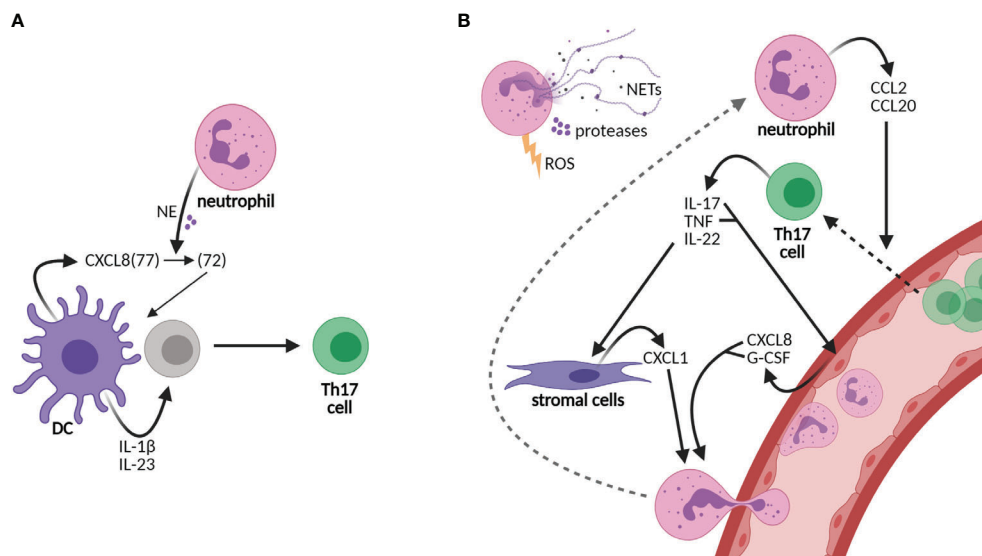 A
neutrophil
NE
CXCL8(77)
(72)
DC
IL-1β
IL-23
Th17
cell
B
NETs
proteases
ROS
neutrophil
CCL2
CCL20
IL-17
TNF
IL-22
Th17
cell
CXCL1
stromal cells
CXCL8
G-CSF